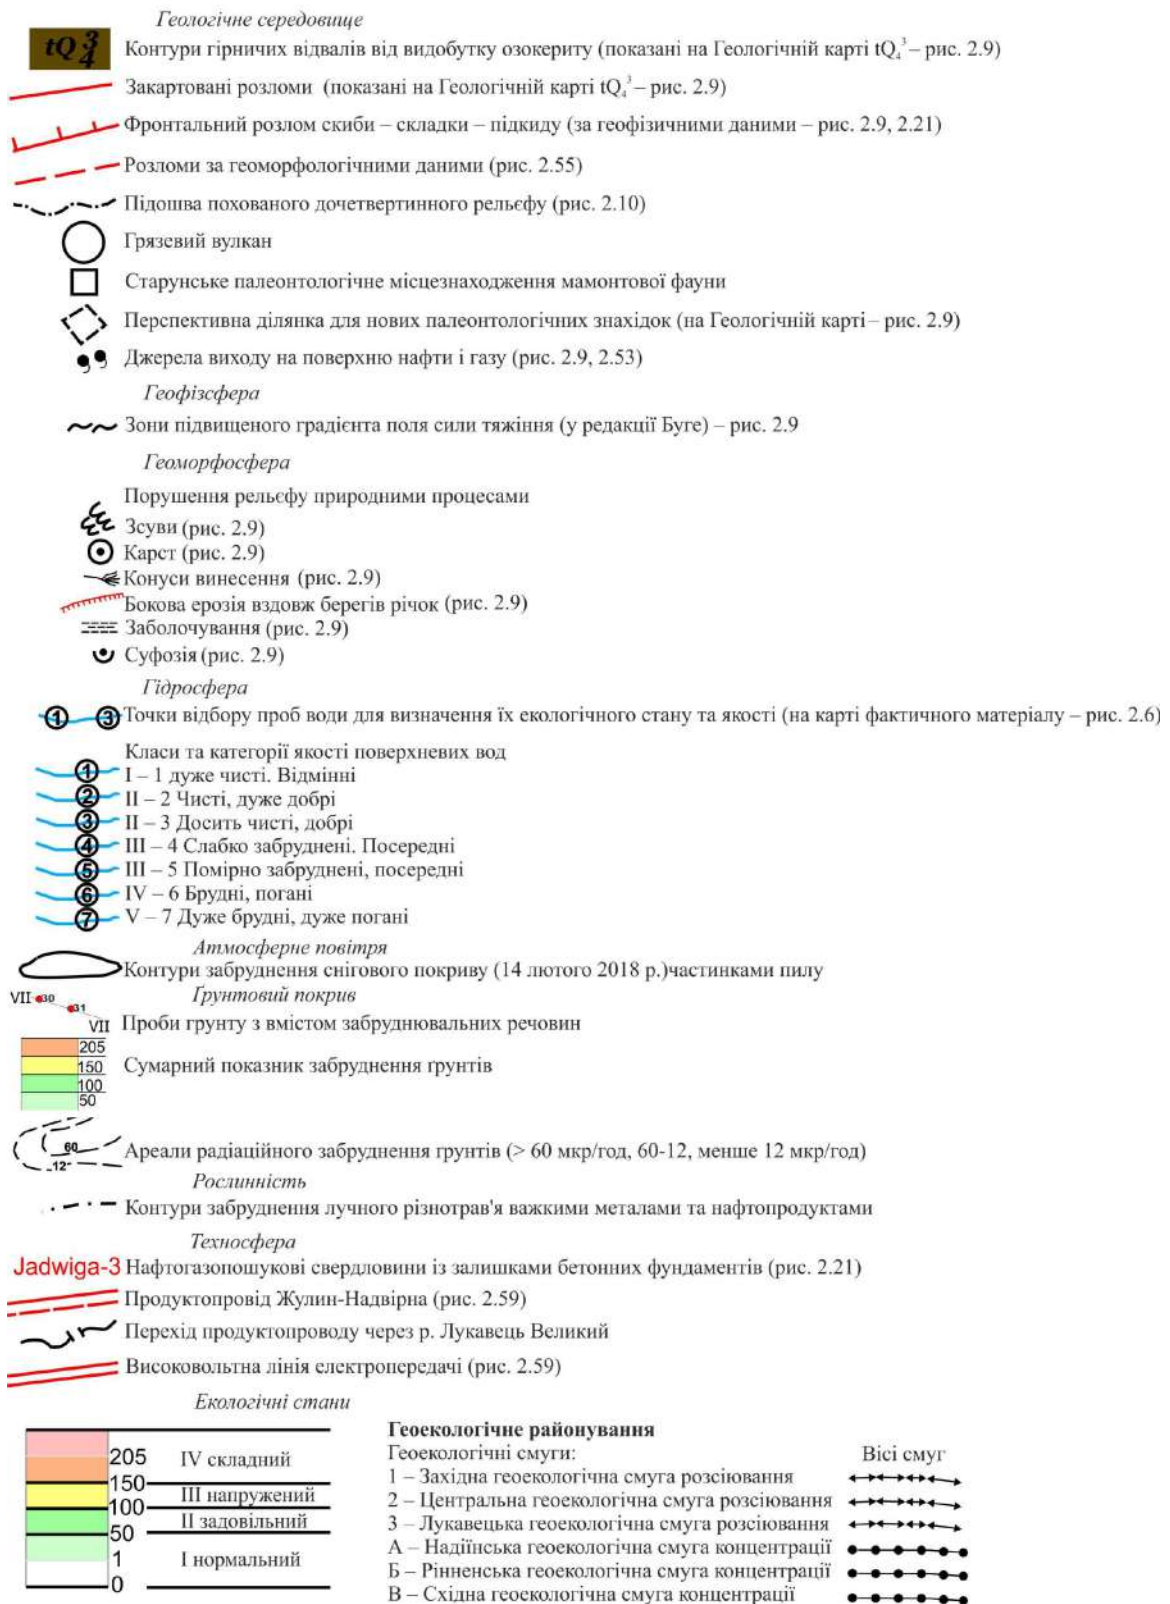 Геологічне середовище
tQ₄³ Контури гірничих відвалів від видобутку озокериту (показані на Геологічній карті tQ₄³ – рис. 2.9)
Закартовані розломи (показані на Геологічній карті tQ₄³ – рис. 2.9)
Фронтальний розлом скиби – складки – підкиду (за геофізичними даними – рис. 2.9, 2.21)
Розломи за геоморфологічними даними (рис. 2.55)
Підошва похованого дочетвертинного рельєфу (рис. 2.10)
Грязевий вулкан
Старунське палеонтологічне місцезнаходження мамонтової фауни
Перспективна ділянка для нових палеонтологічних знахідок (на Геологічній карті – рис. 2.9)
Джерела виходу на поверхню нафти і газу (рис. 2.9, 2.53)
Геофізсфера
Зони підвищеного градієнта поля сили тяжіння (у редакції Буге) – рис. 2.9
Геоморфосфера
Порушення рельєфу природними процесами
Зсуви (рис. 2.9)
Карст (рис. 2.9)
Конуси винесення (рис. 2.9)
Бокова ерозія вздовж берегів річок (рис. 2.9)
Заболочування (рис. 2.9)
Суфозія (рис. 2.9)
Гідросфера
1 3 Точки відбору проб води для визначення їх екологічного стану та якості (на карті фактичного матеріалу – рис. 2.6)
Класи та категорії якості поверхневих вод
1 I – 1 дуже чисті. Відмінні
2 II – 2 Чисті, дуже добрі
3 II – 3 Досить чисті, добрі
4 III – 4 Слабко забруднені. Посередні
5 III – 5 Помірно забруднені, посередні
6 IV – 6 Брудні, погані
7 V – 7 Дуже брудні, дуже погані
Атмосферне повітря
Контури забруднення снігового покриву (14 лютого 2018 р.)частинками пилу
Ґрунтовий покрив
VII 30 31 VII Проби грунту з вмістом забруднювальних речовин
205
150 Сумарний показник забруднення ґрунтів
100
50
60 12 Ареали радіаційного забруднення ґрунтів (> 60 мкр/год, 60-12, менше 12 мкр/год)
Рослинність
Контури забруднення лучного різнотрав'я важкими металами та нафтопродуктами
Техносфера
Jadwiga-3 Нафтогазопошукові свердловини із залишками бетонних фундаментів (рис. 2.21)
Продуктопровід Жулин-Надвірна (рис. 2.59)
Перехід продуктопроводу через р. Лукавець Великий
Високовольтна лінія електропередачі (рис. 2.59)
Екологічні стани
205 IV складний
150
III напружений
100
II задовільний
50
1 I нормальний
0
Геоекологічне районування
Геоекологічні смуги: Вісі смуг
1 – Західна геоекологічна смуга розсіювання
2 – Центральна геоекологічна смуга розсіювання
3 – Лукавецька геоекологічна смуга розсіювання
А – Надіїнська геоекологічна смуга концентрації
Б – Рінненська геоекологічна смуга концентрації
В – Східна геоекологічна смуга концентрації